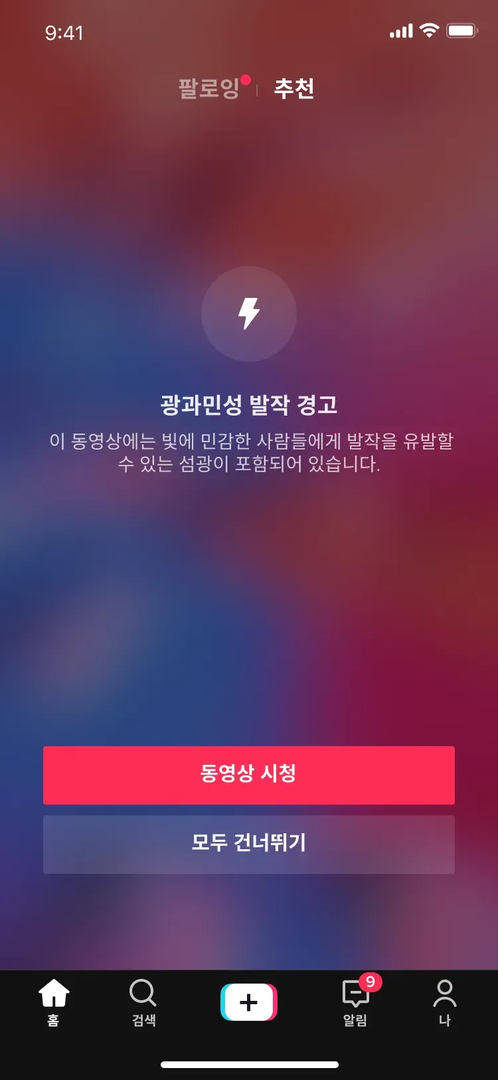 9:41
팔로잉 추천
광과민성 발작 경고
이 동영상에는 빛에 민감한 사람들에게 발작을 유발할
수 있는 섬광이 포함되어 있습니다.
동영상 시청
모두 건너뛰기
9
홈 검색 알림 나